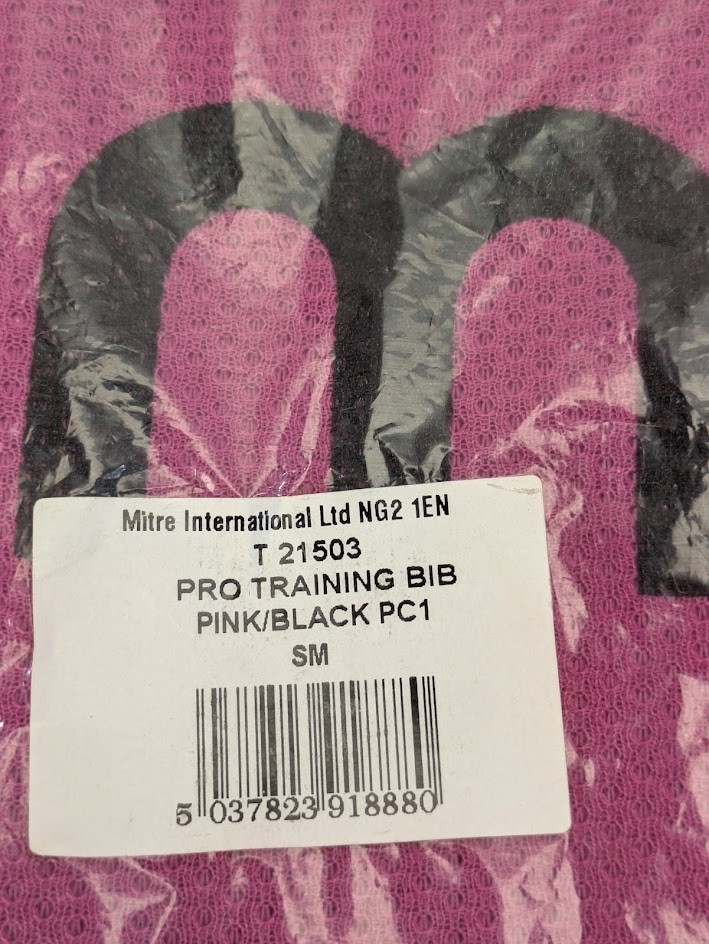 m
Mitre International Ltd NG2 1EN
T 21503
PRO TRAINING BIB
PINK/BLACK PC1
SM
5 037823 918880